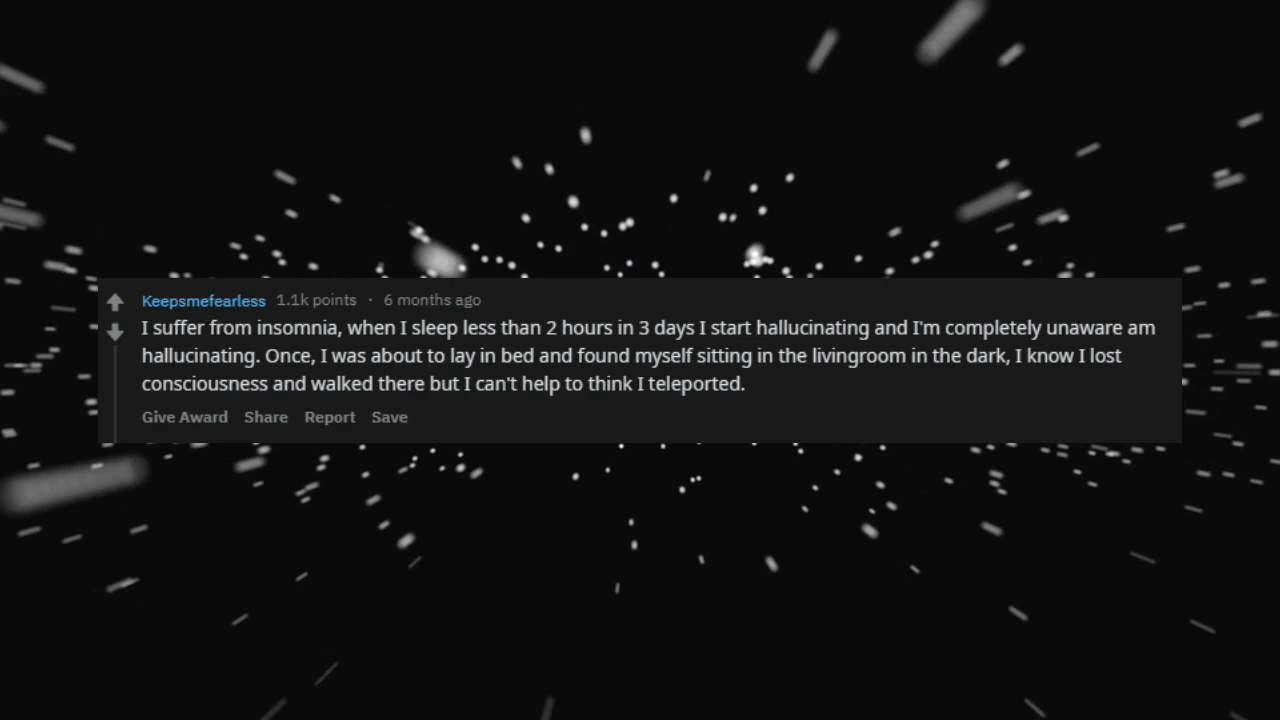 Keepsmefearless 1.1k points · 6 months ago
I suffer from insomnia, when I sleep less than 2 hours in 3 days I start hallucinating and I'm completely unaware am
hallucinating. Once, I was about to lay in bed and found myself sitting in the livingroom in the dark, I know I lost
consciousness and walked there but I can't help to think I teleported.
Give Award Share Report Save